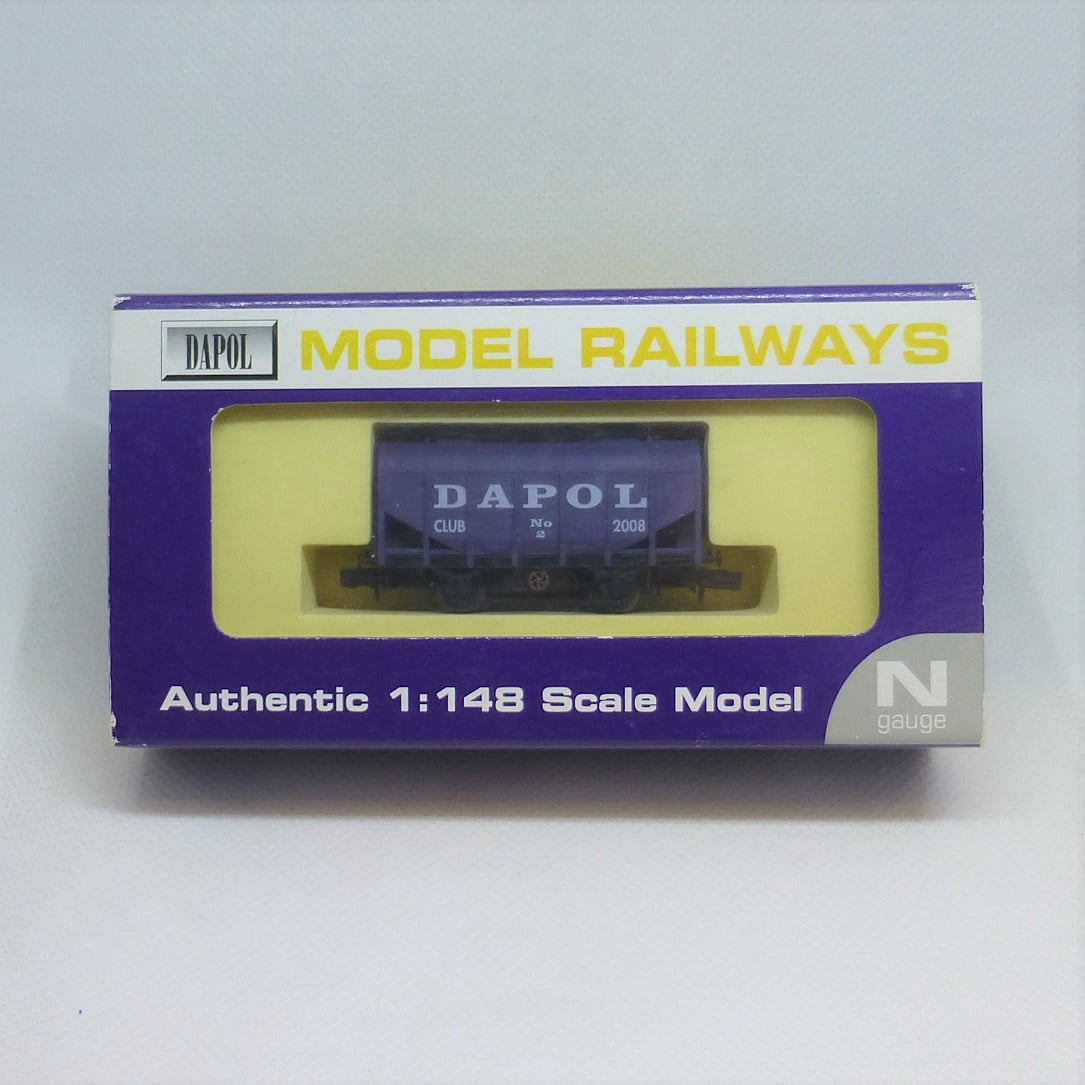 DAPOL MODEL RAILWAYS
DAPOL
CLUB No 2 2008
Authentic 1:148 Scale Model
N
gauge